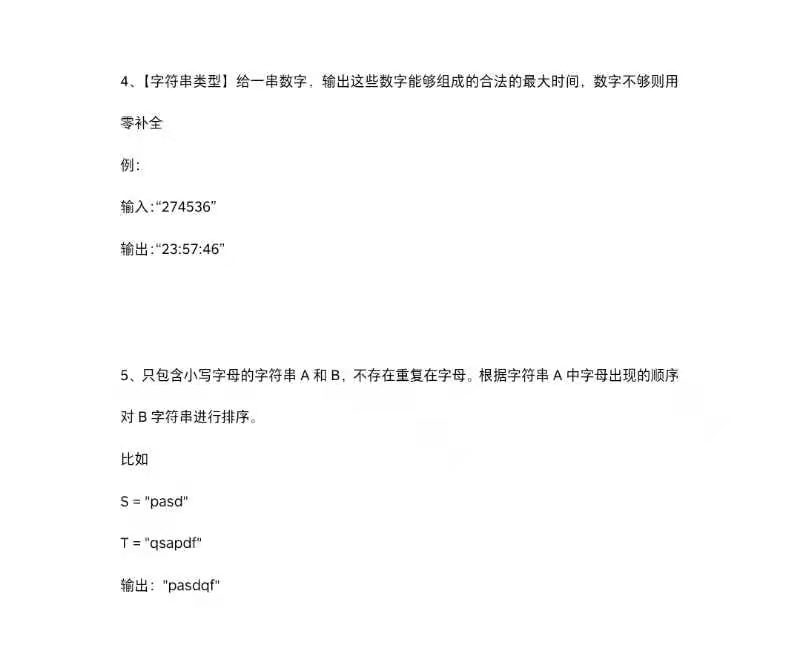 4、【字符串类型】给一串数字，输出这些数字能够组成的合法的最大时间，数字不够则用
零补全
例：
输入：“274536”
输出：“23:57:46”
5、只包含小写字母的字符串 A 和 B，不存在重复在字母。根据字符串 A 中字母出现的顺序
对 B 字符串进行排序。
比如
S = "pasd"
T = "qsapdf"
输出："pasdqf"